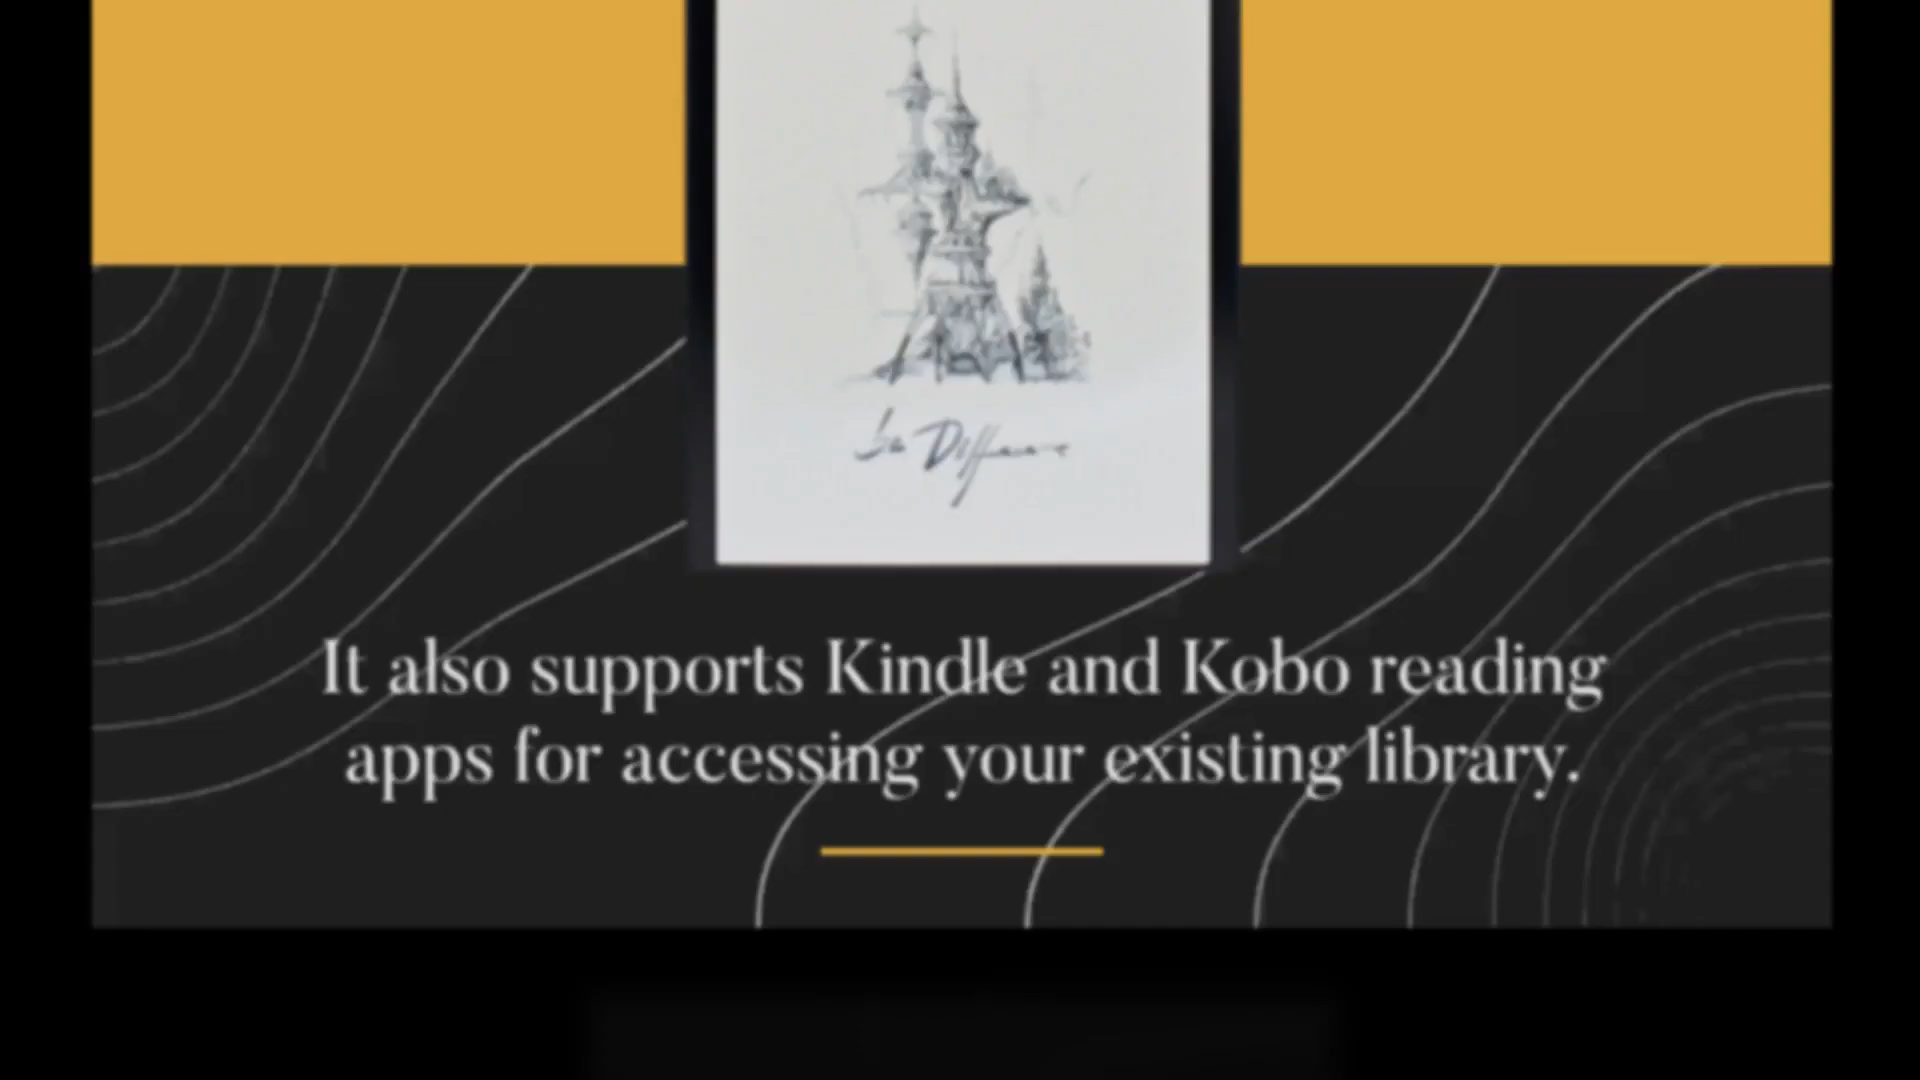 It also supports Kindle and Kobo reading
apps for accessing your existing library.